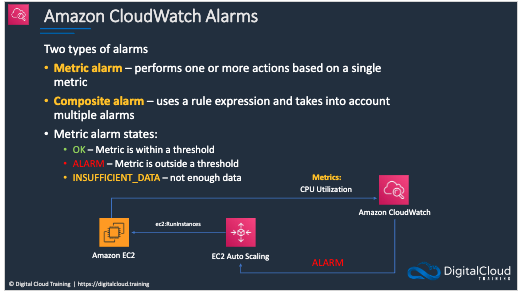 Amazon CloudWatch Alarms
Two types of alarms
• Metric alarm – performs one or more actions based on a single
metric
• Composite alarm – uses a rule expression and takes into account
multiple alarms
• Metric alarm states:
• OK – Metric is within a threshold
• ALARM – Metric is outside a threshold
• INSUFFICIENT_DATA – not enough data
Metrics:
CPU Utilization
Amazon CloudWatch
ec2:RunInstances
Amazon EC2
EC2 Auto Scaling
ALARM
DigitalCloud
TRAINING
© Digital Cloud Training | https://digitalcloud.training